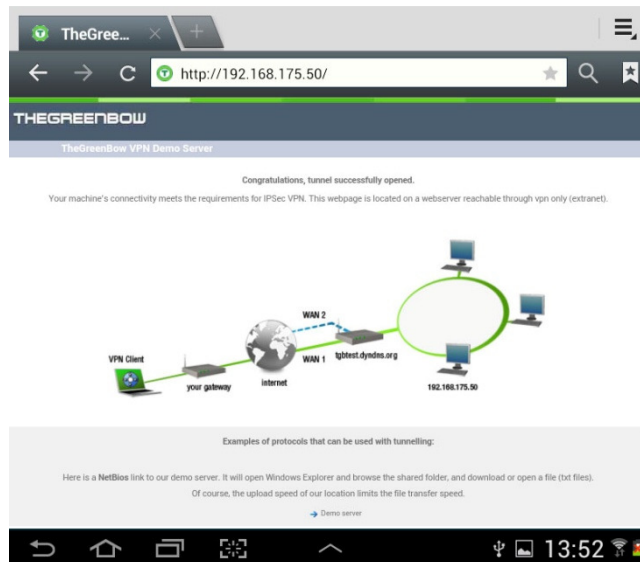 TheGree...
http://192.168.175.50/
THEGREENBOW
TheGreenBow VPN Demo Server
Congratulations, tunnel successfully opened.
Your machine's connectivity meets the requirements for IPSec VPN. This webpage is located on a webserver reachable through vpn only (extranet).
WAN 2
VPN Client
WAN 1
tgbtest.dyndns.org
your gateway
internet
192.168.175.50
Examples of protocols that can be used with tunnelling:
Here is a NetBios link to our demo server. It will open Windows Explorer and browse the shared folder, and download or open a file (txt files).
Of course, the upload speed of our location limits the file transfer speed.
Demo server
13:52